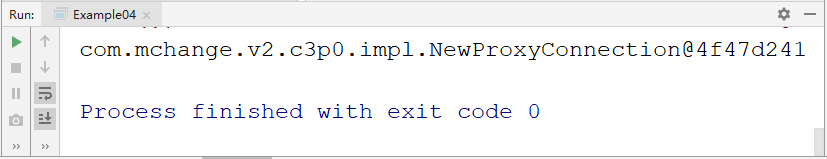 Run: Example04
com.mchange.v2.c3p0.impl.NewProxyConnection@4f47d241
Process finished with exit code 0